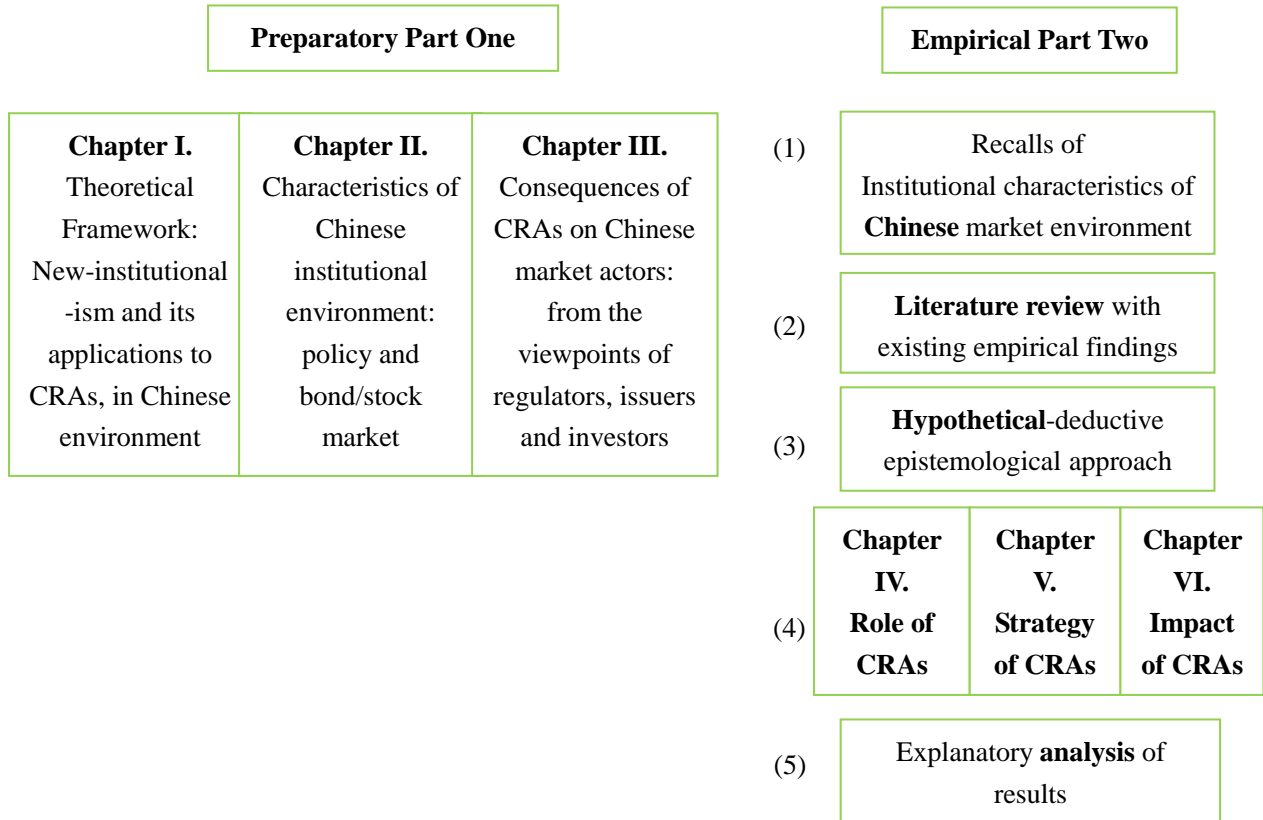 Preparatory Part One
Chapter I.
Theoretical
Framework:
New-institutional
-ism and its
applications to
CRAs, in Chinese
environment
Chapter II.
Characteristics of
Chinese
institutional
environment:
policy and
bond/stock
market
Chapter III.
Consequences of
CRAs on Chinese
market actors:
from the
viewpoints of
regulators, issuers
and investors
Empirical Part Two
(1)
Recalls of
Institutional characteristics of
Chinese market environment
(2)
Literature review with
existing empirical findings
(3)
Hypothetical-deductive
epistemological approach
(4)
Chapter
IV.
Role of
CRAs
Chapter
V.
Strategy
of CRAs
Chapter
VI.
Impact
of CRAs
(5)
Explanatory analysis of
results